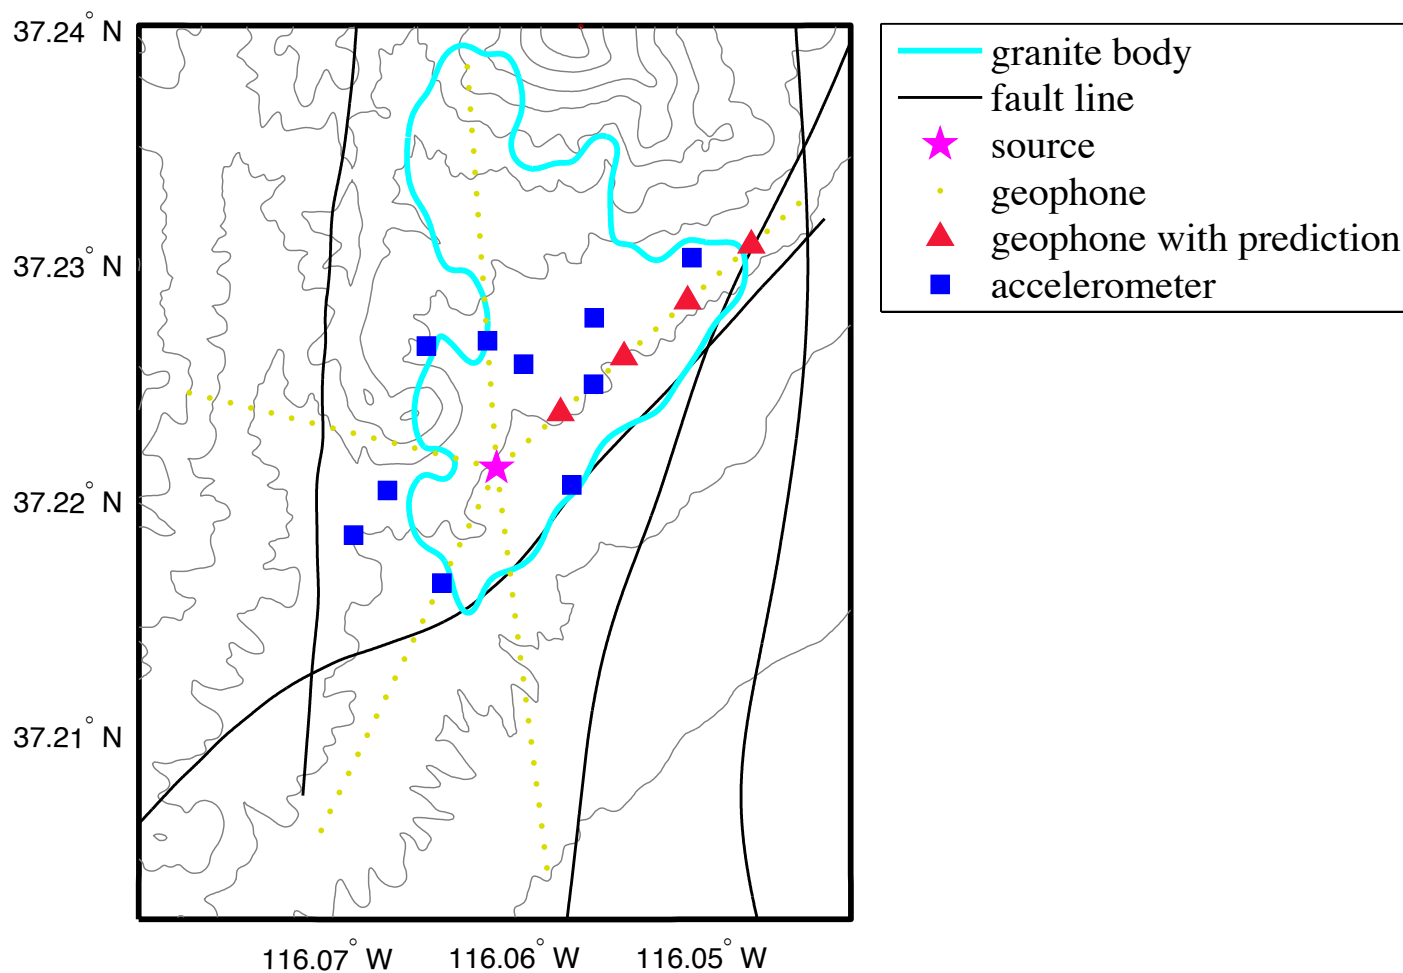 37.24° N
37.23° N
37.22° N
37.21° N
116.07° W
116.06° W
116.05° W
granite body
fault line
source
geophone
geophone with prediction
accelerometer